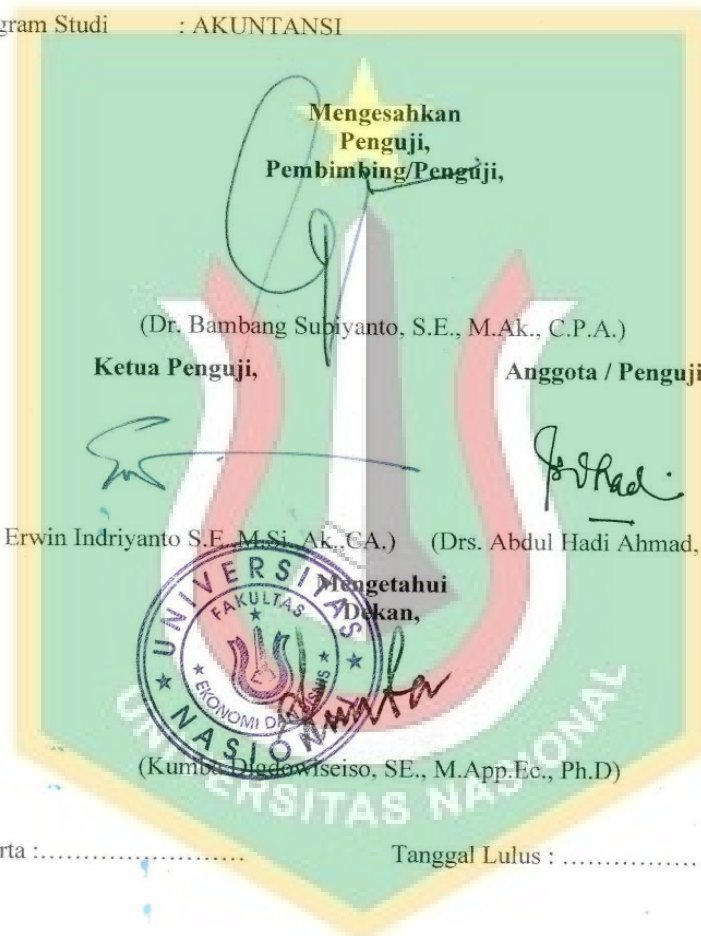 gram Studi : AKUNTANSI
Mengesahkan
Penguji,
Pembimbing/Penguji,
(Dr. Bambang Subiyanto, S.E., M.Ak., C.P.A.)
Ketua Penguji, Anggota / Penguji
Erwin Indriyanto S.E., M.Si, Ak., CA.) (Drs. Abdul Hadi Ahmad,
Mengetahui
Dekan,
UNIVERSITAS NASIONAL
FAKULTAS
EKONOMI DAN BISNIS
(Kumba Digdowiseiso, SE., M.App.Ec., Ph.D)
UNIVERSITAS NASIONAL
rta :........................ Tanggal Lulus : ................